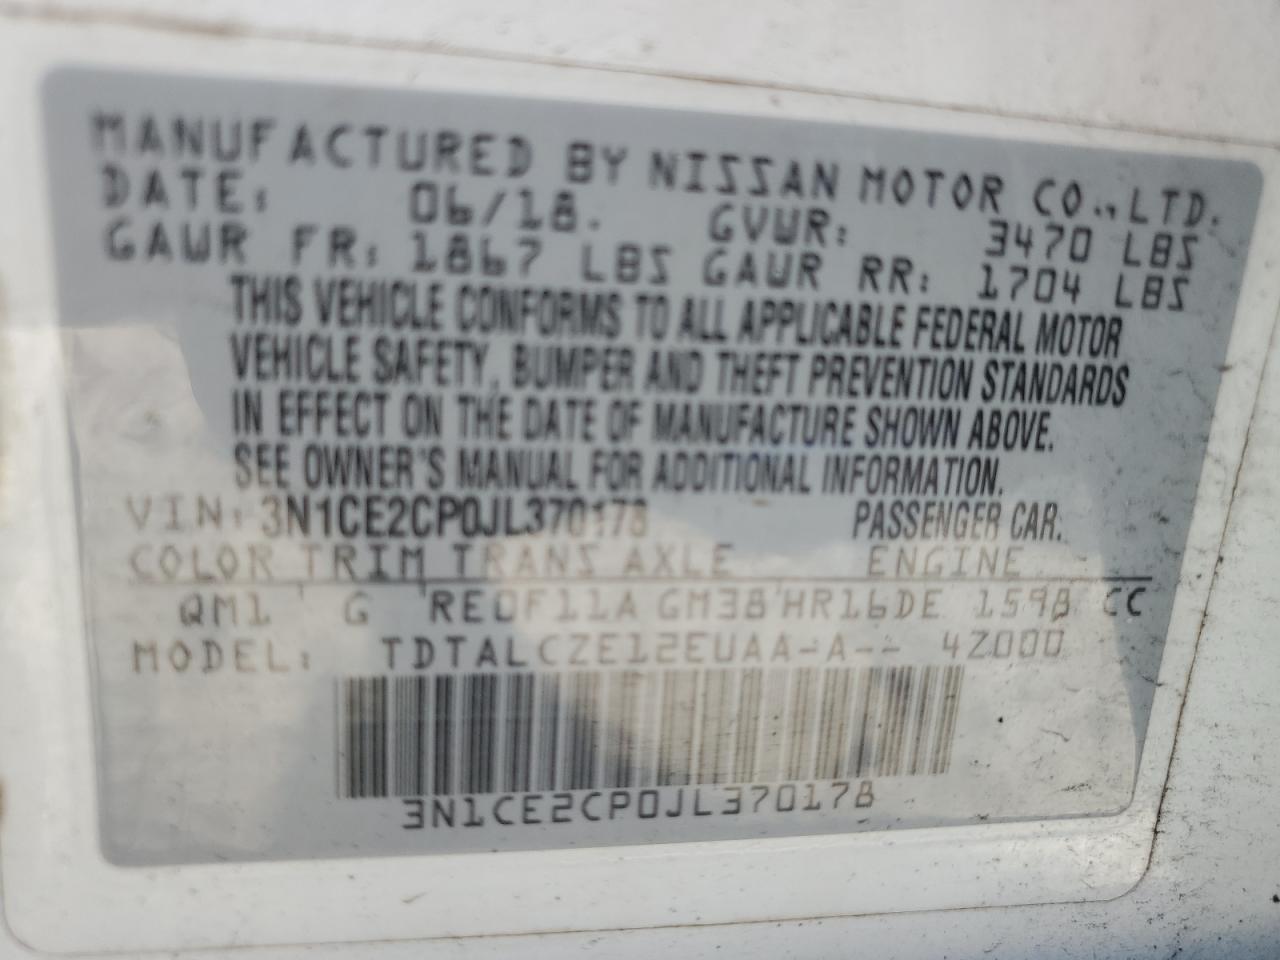 MANUFACTURED BY NISSAN MOTOR CO., LTD.
DATE: 06/18. GVWR: 3470 LBS
GAWR FR: 1867 LBS GAWR RR: 1704 LBS
THIS VEHICLE CONFORMS TO ALL APPLICABLE FEDERAL MOTOR
VEHICLE SAFETY, BUMPER AND THEFT PREVENTION STANDARDS
IN EFFECT ON THE DATE OF MANUFACTURE SHOWN ABOVE.
SEE OWNER'S MANUAL FOR ADDITIONAL INFORMATION.
VIN: 3N1CE2CP0JL370178 PASSENGER CAR.
COLOR TRIM TRANS AXLE ENGINE
QM1 G RE0F11A GM38 HR16DE 1598 CC
MODEL: TDTALCZE12EUAA-A-- 4Z000
3N1CE2CP0JL370178